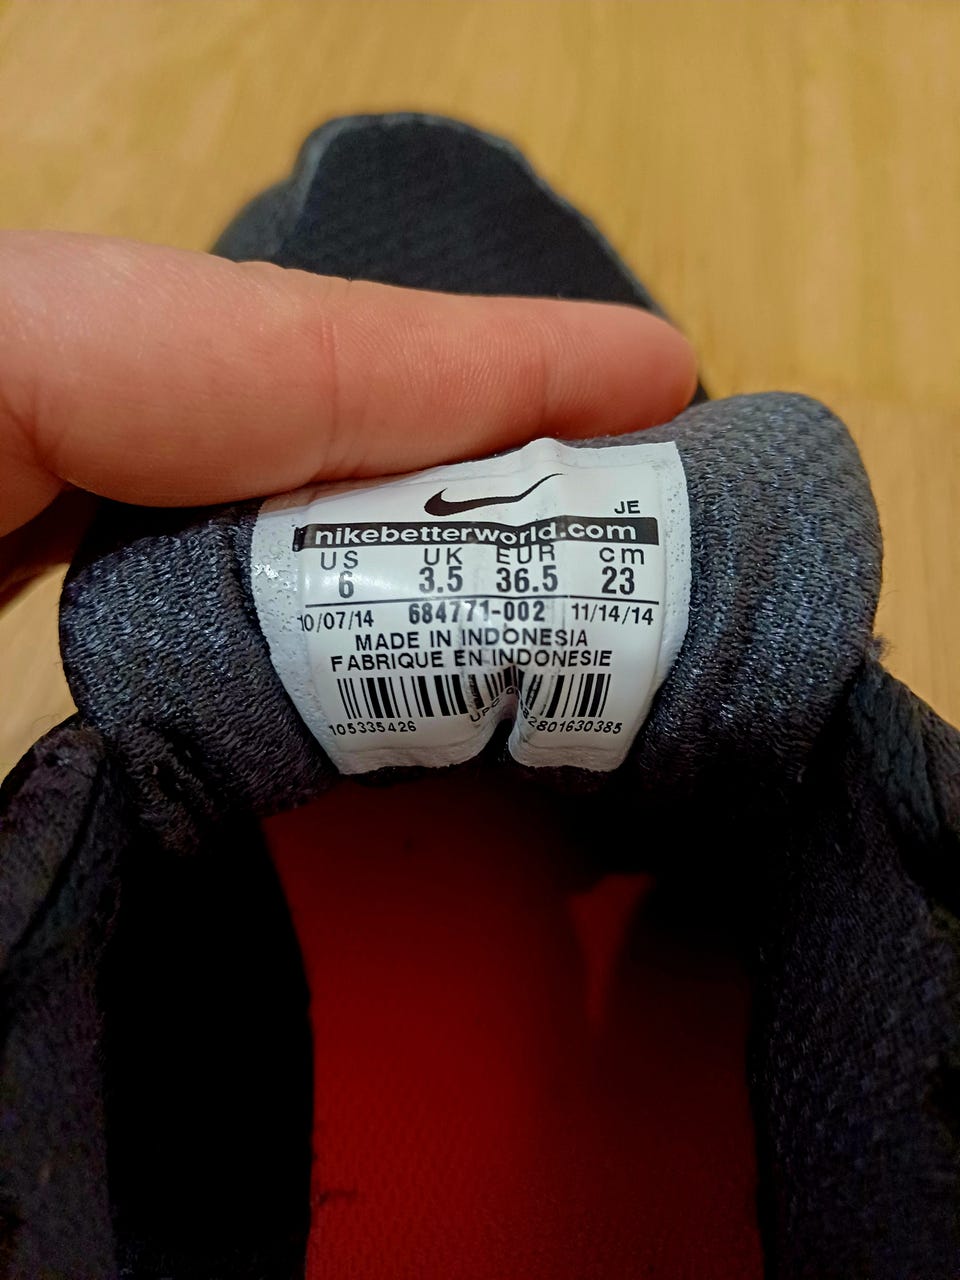 JE
nikebetterworld.com
US UK EUR cm
6 3.5 36.5 23
10/07/14 684771-002 11/14/14
MADE IN INDONESIA
FABRIQUE EN INDONESIE
105335426